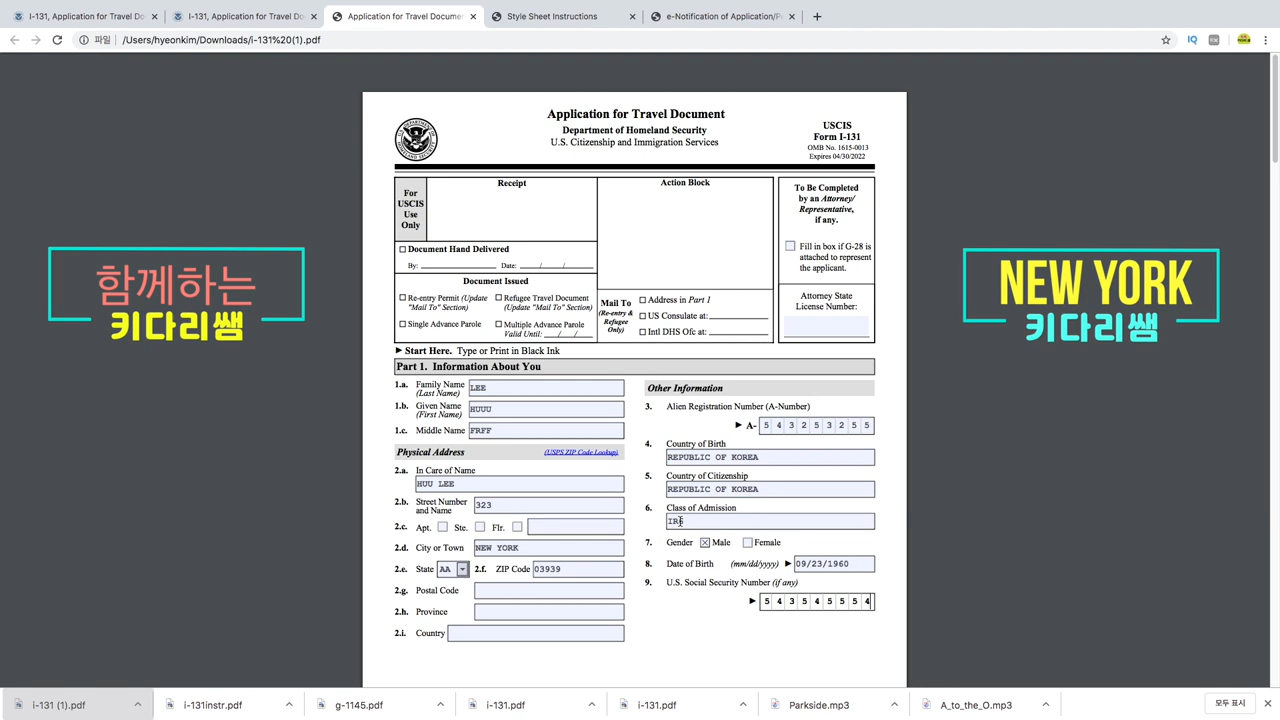 I-131, Application for Travel Do
I-131, Application for Travel Do
Application for Travel Docume
Style Sheet Instructions
e-Notification of Application/P
파일 /Users/hyeonkim/Downloads/i-131%20(1).pdf
IQ
Application for Travel Document
Department of Homeland Security
U.S. Citizenship and Immigration Services
USCIS
Form I-131
OMB No. 1615-0013
Expires 04/30/2022
For
USCIS
Use
Only
Receipt
Action Block
To Be Completed
by an Attorney/
Representative,
if any.
Fill in box if G-28 is
attached to represent
the applicant.
Attorney State
License Number:
Document Hand Delivered
By: Date: / /
Document Issued
Re-entry Permit (Update
"Mail To" Section)
Refugee Travel Document
(Update "Mail To" Section)
Single Advance Parole
Multiple Advance Parole
Valid Until: / /
Mail To
(Re-entry &
Refugee
Only)
Address in Part 1
US Consulate at:
Intl DHS Ofc at:
Start Here. Type or Print in Black Ink
Part 1. Information About You
1.a. Family Name
(Last Name) LEE
1.b. Given Name
(First Name) HUUU
1.c. Middle Name FRFF
Physical Address (USPS ZIP Code Lookup)
2.a. In Care of Name
HUU LEE
2.b. Street Number
and Name 323
2.c. Apt. Ste. Flr.
2.d. City or Town NEW YORK
2.e. State AA 2.f. ZIP Code 03939
2.g. Postal Code
2.h. Province
2.i. Country
Other Information
3. Alien Registration Number (A-Number)
A- 5 4 3 2 5 3 2 5 5
4. Country of Birth
REPUBLIC OF KOREA
5. Country of Citizenship
REPUBLIC OF KOREA
6. Class of Admission
IR6
7. Gender Male Female
8. Date of Birth (mm/dd/yyyy) 09/23/1960
9. U.S. Social Security Number (if any)
5 4 3 5 4 5 5 5 4
함께하는
키다리쌤
NEW YORK
키다리쌤
i-131 (1).pdf
i-131instr.pdf
g-1145.pdf
i-131.pdf
i-131.pdf
Parkside.mp3
A_to_the_O.mp3
모두 표시